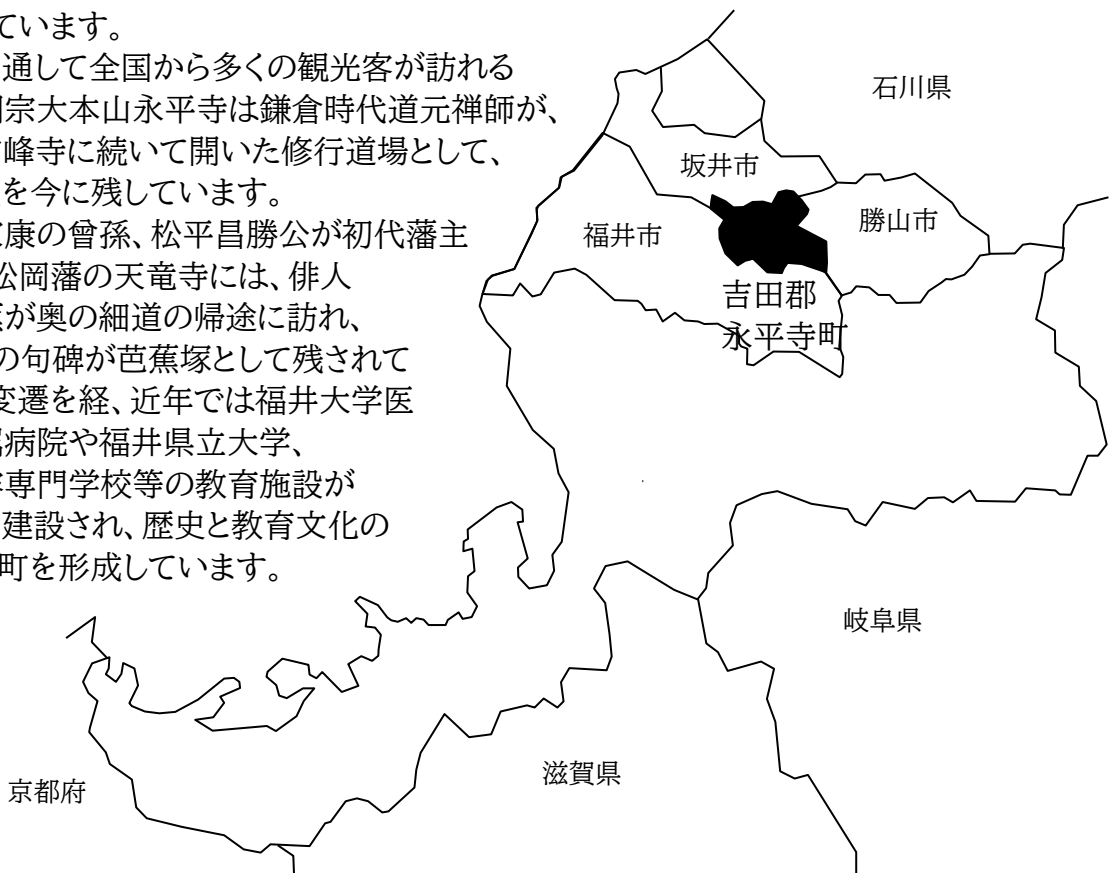 ています。
通して全国から多くの観光客が訪れる
宗大本山永平寺は鎌倉時代道元禅師が、
峰寺に続いて開いた修行道場として、
を今に残しています。
康の曾孫、松平昌勝公が初代藩主
松岡藩の天竜寺には、俳人
が奥の細道の帰途に訪れ、
の句碑が芭蕉塚として残されて
変遷を経、近年では福井大学医
病院や福井県立大学、
専門学校等の教育施設が
建設され、歴史と教育文化の
町を形成しています。
石川県
坂井市
福井市
勝山市
吉田郡
永平寺町
岐阜県
滋賀県
京都府